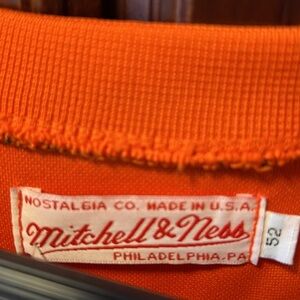 NOSTALGIA CO. MADE IN U.S.A.
Mitchell & Ness
PHILADELPHIA, PA
52